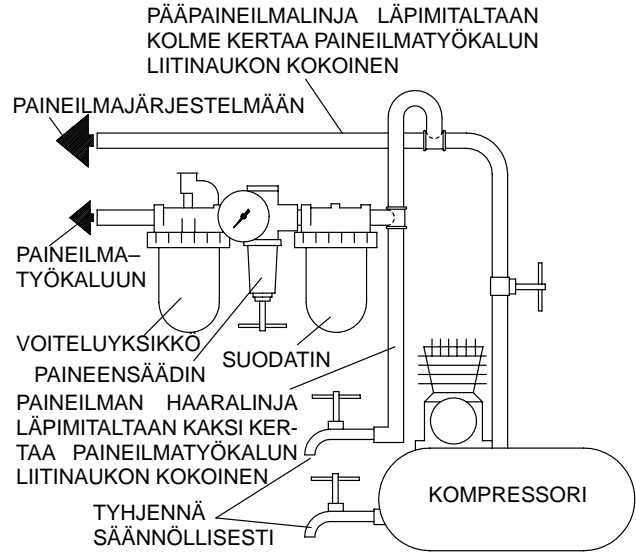 PÄÄPAINEILMALINJA LÄPIMITALTAAN
KOLME KERTAA PAINEILMATYÖKALUN
LIITINAUKON KOKOINEN
PAINEILMAJÄRJESTELMÄÄN
PAINEILMA–
TYÖKALUUN
VOITELUYKSIKKÖ
SUODATIN
PAINEENSÄÄDIN
PAINEILMAN HAARALINJA
LÄPIMITALTAAN KAKSI KER-
TAA PAINEILMATYÖKALUN
LIITINAUKON KOKOINEN
KOMPRESSORI
TYHJENNÄ
SÄÄNNÖLLISESTI